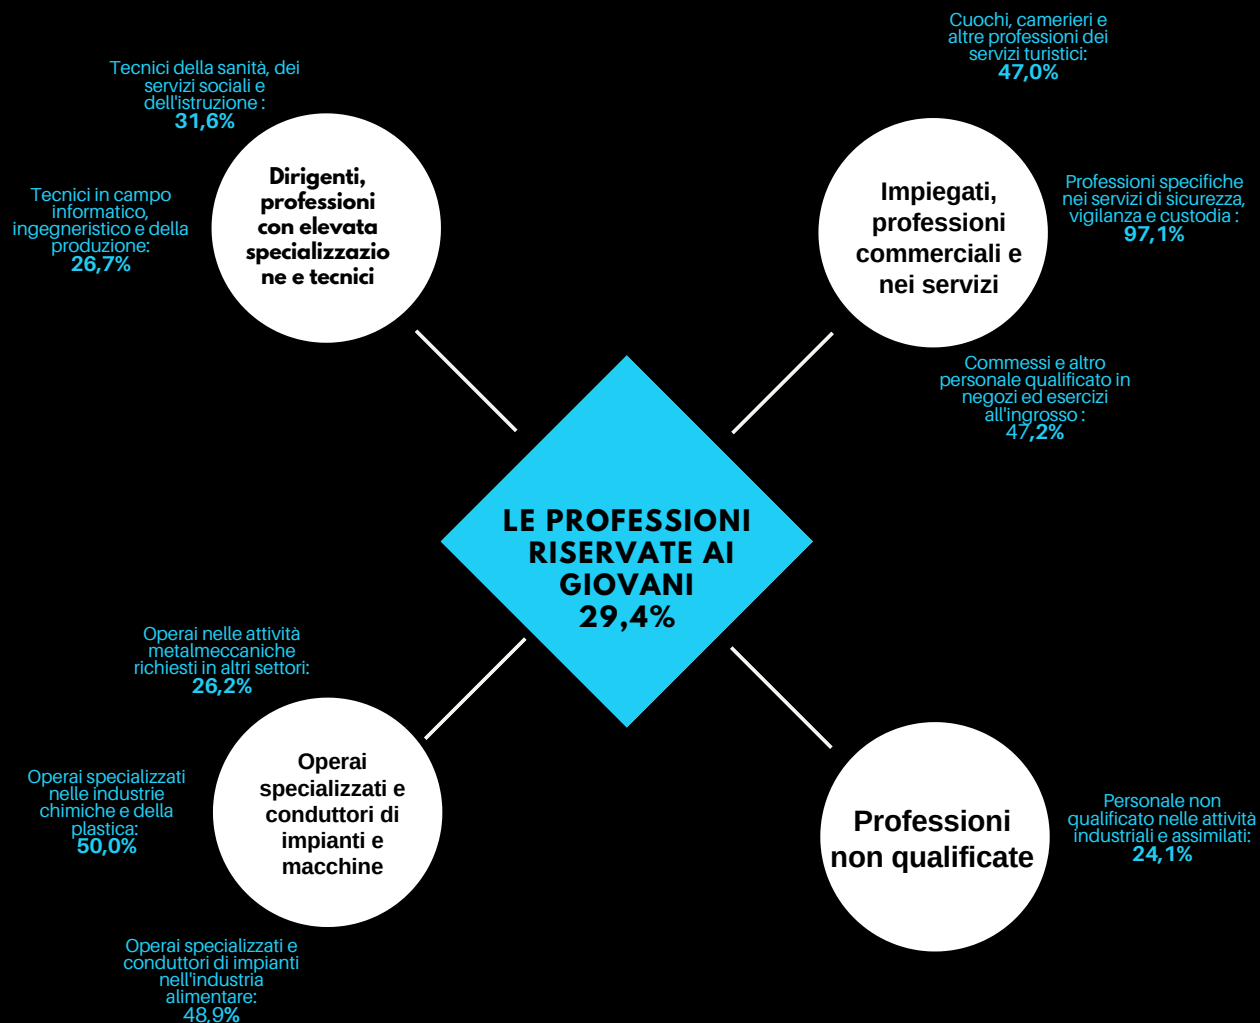 Tecnici della sanità, dei
servizi sociali e
dell'istruzione :
31,6%
Tecnici in campo
informatico,
ingegneristico e della
produzione:
26,7%
Dirigenti,
professioni
con elevata
specializzazio
ne e tecnici
Cuochi, camerieri e
altre professioni dei
servizi turistici:
47,0%
Impiegati,
professioni
commerciali e
nei servizi
Professioni specifiche
nei servizi di sicurezza,
vigilanza e custodia :
97,1%
Commessi e altro
personale qualificato in
negozi ed esercizi
all'ingrosso :
47,2%
LE PROFESSIONI
RISERVATE AI
GIOVANI
29,4%
Operai nelle attività
metalmeccaniche
richiesti in altri settori:
26,2%
Operai specializzati
nelle industrie
chimiche e della
plastica:
50,0%
Operai
specializzati e
conduttori di
impianti e
macchine
Operai specializzati e
conduttori di impianti
nell'industria
alimentare:
48,9%
Professioni
non qualificate
Personale non
qualificato nelle attività
industriali e assimilati:
24,1%